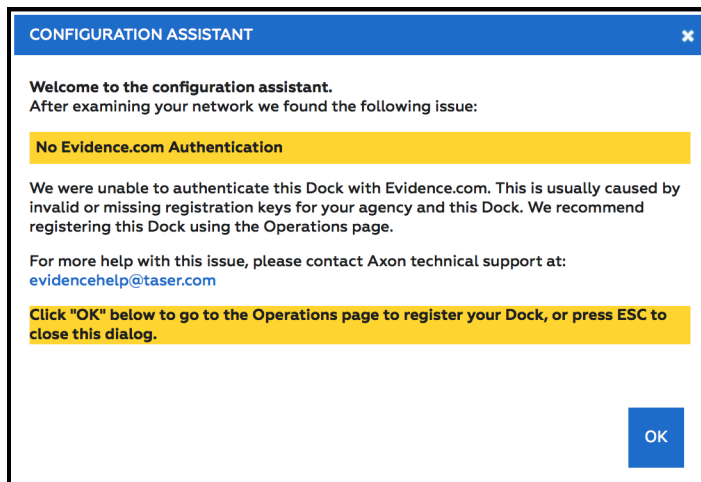 CONFIGURATION ASSISTANT
Welcome to the configuration assistant.
After examining your network we found the following issue:
No Evidence.com Authentication
We were unable to authenticate this Dock with Evidence.com. This is usually caused by
invalid or missing registration keys for your agency and this Dock. We recommend
registering this Dock using the Operations page.
For more help with this issue, please contact Axon technical support at:
evidencehelp@taser.com
Click "OK" below to go to the Operations page to register your Dock, or press ESC to
close this dialog.
OK